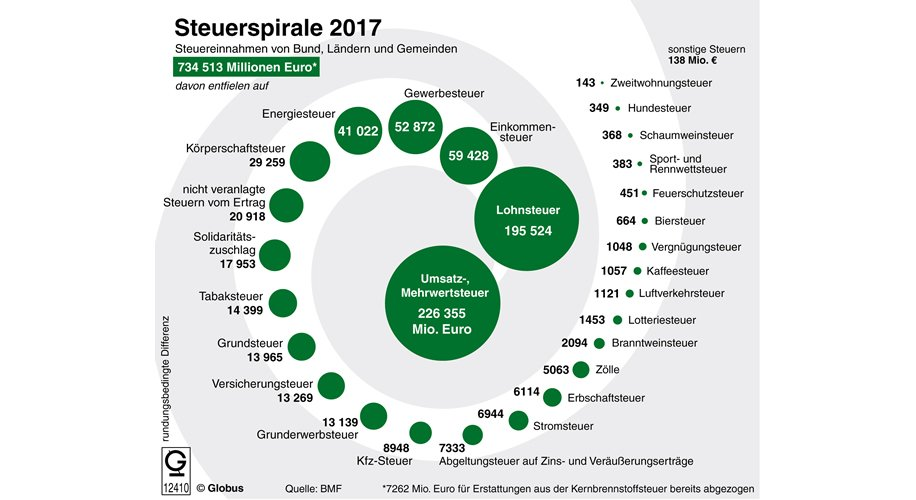 Steuerspirale 2017
Steuereinnahmen von Bund, Ländern und Gemeinden
734 513 Millionen Euro*
davon entfielen auf
sonstige Steuern
138 Mio. €
Umsatz-,
Mehrwertsteuer
226 355
Mio. Euro
Lohnsteuer
195 524
Einkommen-
steuer
59 428
Gewerbesteuer
52 872
Energiesteuer
41 022
Körperschaftsteuer
29 259
nicht veranlagte
Steuern vom Ertrag
20 918
Solidaritäts-
zuschlag
17 953
Tabaksteuer
14 399
Grundsteuer
13 965
Versicherungsteuer
13 269
13 139
Grunderwerbsteuer
8948
Kfz-Steuer
7333
Abgeltungsteuer auf Zins- und Veräußerungserträge
6944
Stromsteuer
6114
Erbschaftsteuer
5063 Zölle
2094 Branntweinsteuer
1453 Lotteriesteuer
1121 Luftverkehrsteuer
1057 Kaffeesteuer
1048 Vergnügungsteuer
664 Biersteuer
451 Feuerschutzsteuer
383 Sport- und
Rennwettsteuer
368 Schaumweinsteuer
349 Hundesteuer
143 Zweitwohnungsteuer
rundungsbedingte Differenz
G
12410
© Globus
Quelle: BMF
*7262 Mio. Euro für Erstattungen aus der Kernbrennstoffsteuer bereits abgezogen